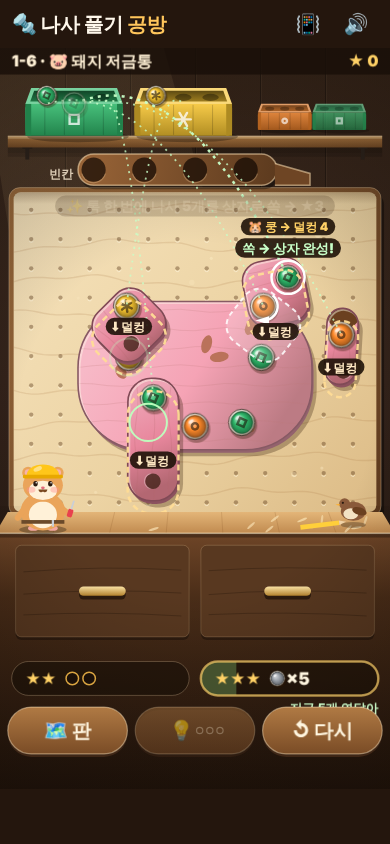 나사 풀기 공방
1-6 · 돼지 저금통
★ 0
빈칸
쿵 → 덜컹 4
쏙 → 상자 완성!
⬇덜컹
⬇덜컹
⬇덜컹
⬇덜컹
★★ ○○
★★★ ×5
판
○○○
다시